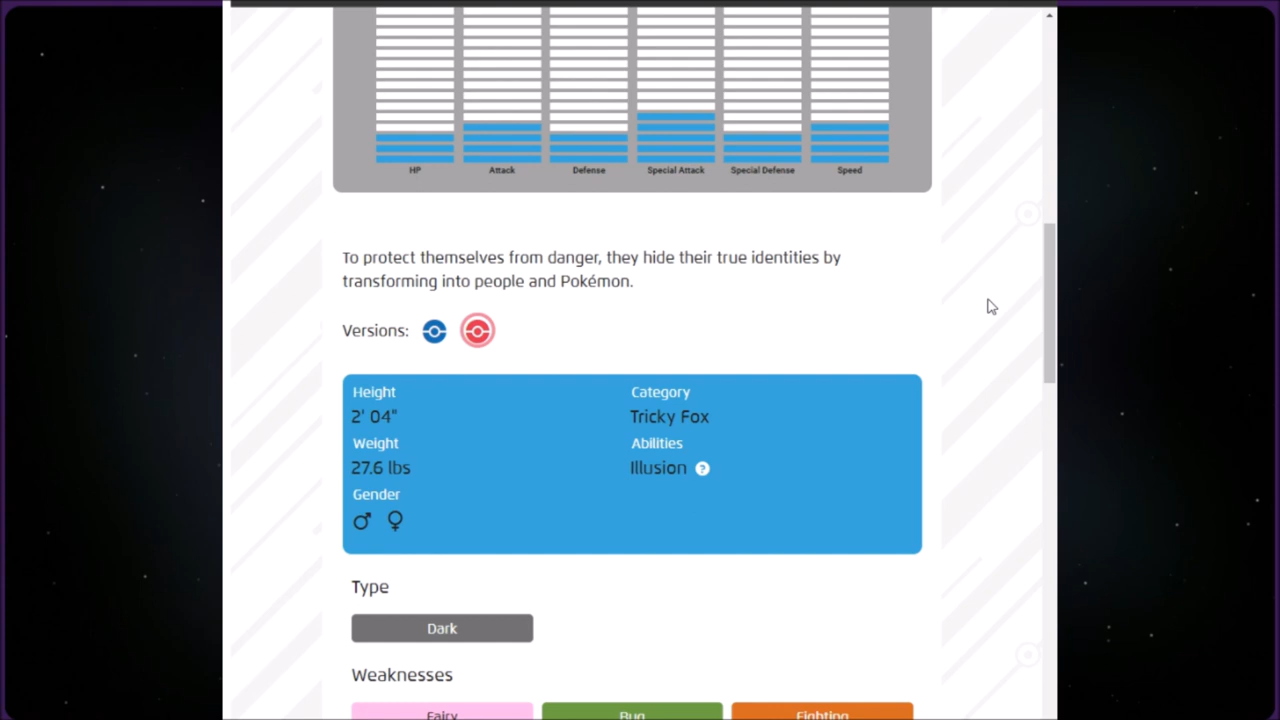 HP Attack Defense Special Attack Special Defense Speed
To protect themselves from danger, they hide their true identities by
transforming into people and Pokémon.
Versions:
Height
2' 04"
Weight
27.6 lbs
Gender
Category
Tricky Fox
Abilities
Illusion ?
Type
Dark
Weaknesses
Fairy Bug Fighting